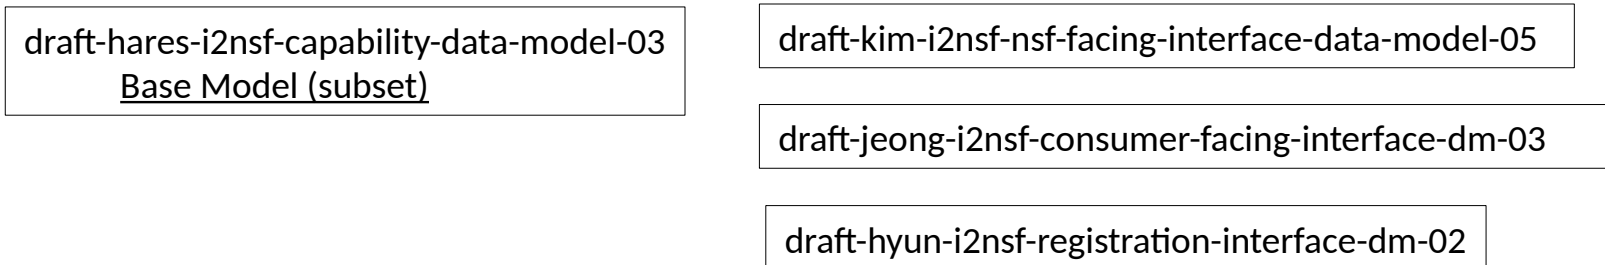 draft-hares-i2nsf-capability-data-model-03
Base Model (subset)
draft-kim-i2nsf-nsf-facing-interface-data-model-05
draft-jeong-i2nsf-consumer-facing-interface-dm-03
draft-hyun-i2nsf-registration-interface-dm-02